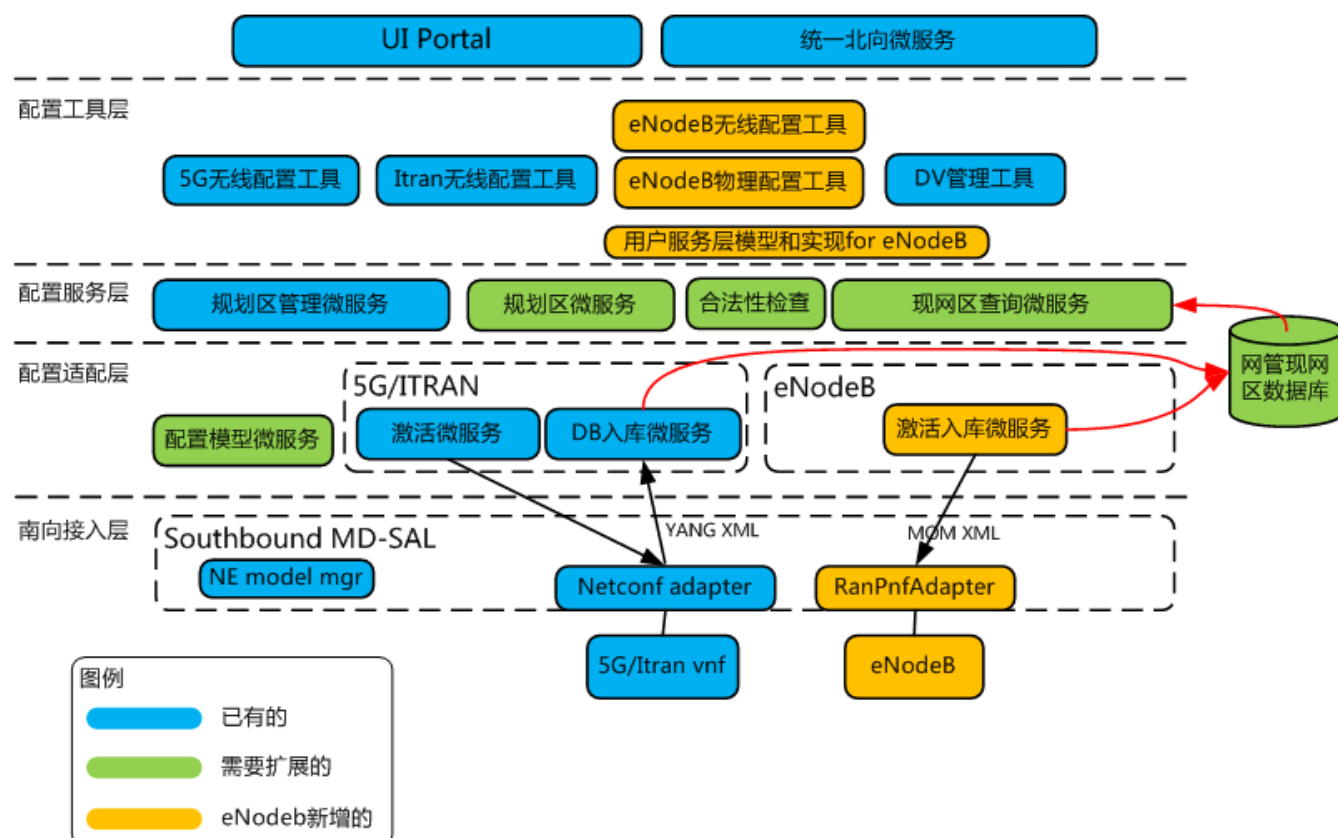 UI Portal
统一北向微服务
配置工具层
eNodeB无线配置工具
5G无线配置工具
Itran无线配置工具
eNodeB物理配置工具
DV管理工具
用户服务层模型和实现for eNodeB
配置服务层
规划区管理微服务
规划区微服务
合法性检查
现网区查询微服务
网管现网
区数据库
配置适配层
5G/ITRAN
eNodeB
配置模型微服务
激活微服务
DB入库微服务
激活入库微服务
南向接入层
Southbound MD-SAL
YANG XML
MOM XML
NE model mgr
Netconf adapter
RanPnfAdapter
5G/Itran vnf
eNodeB
图例
已有的
需要扩展的
eNodeb新增的